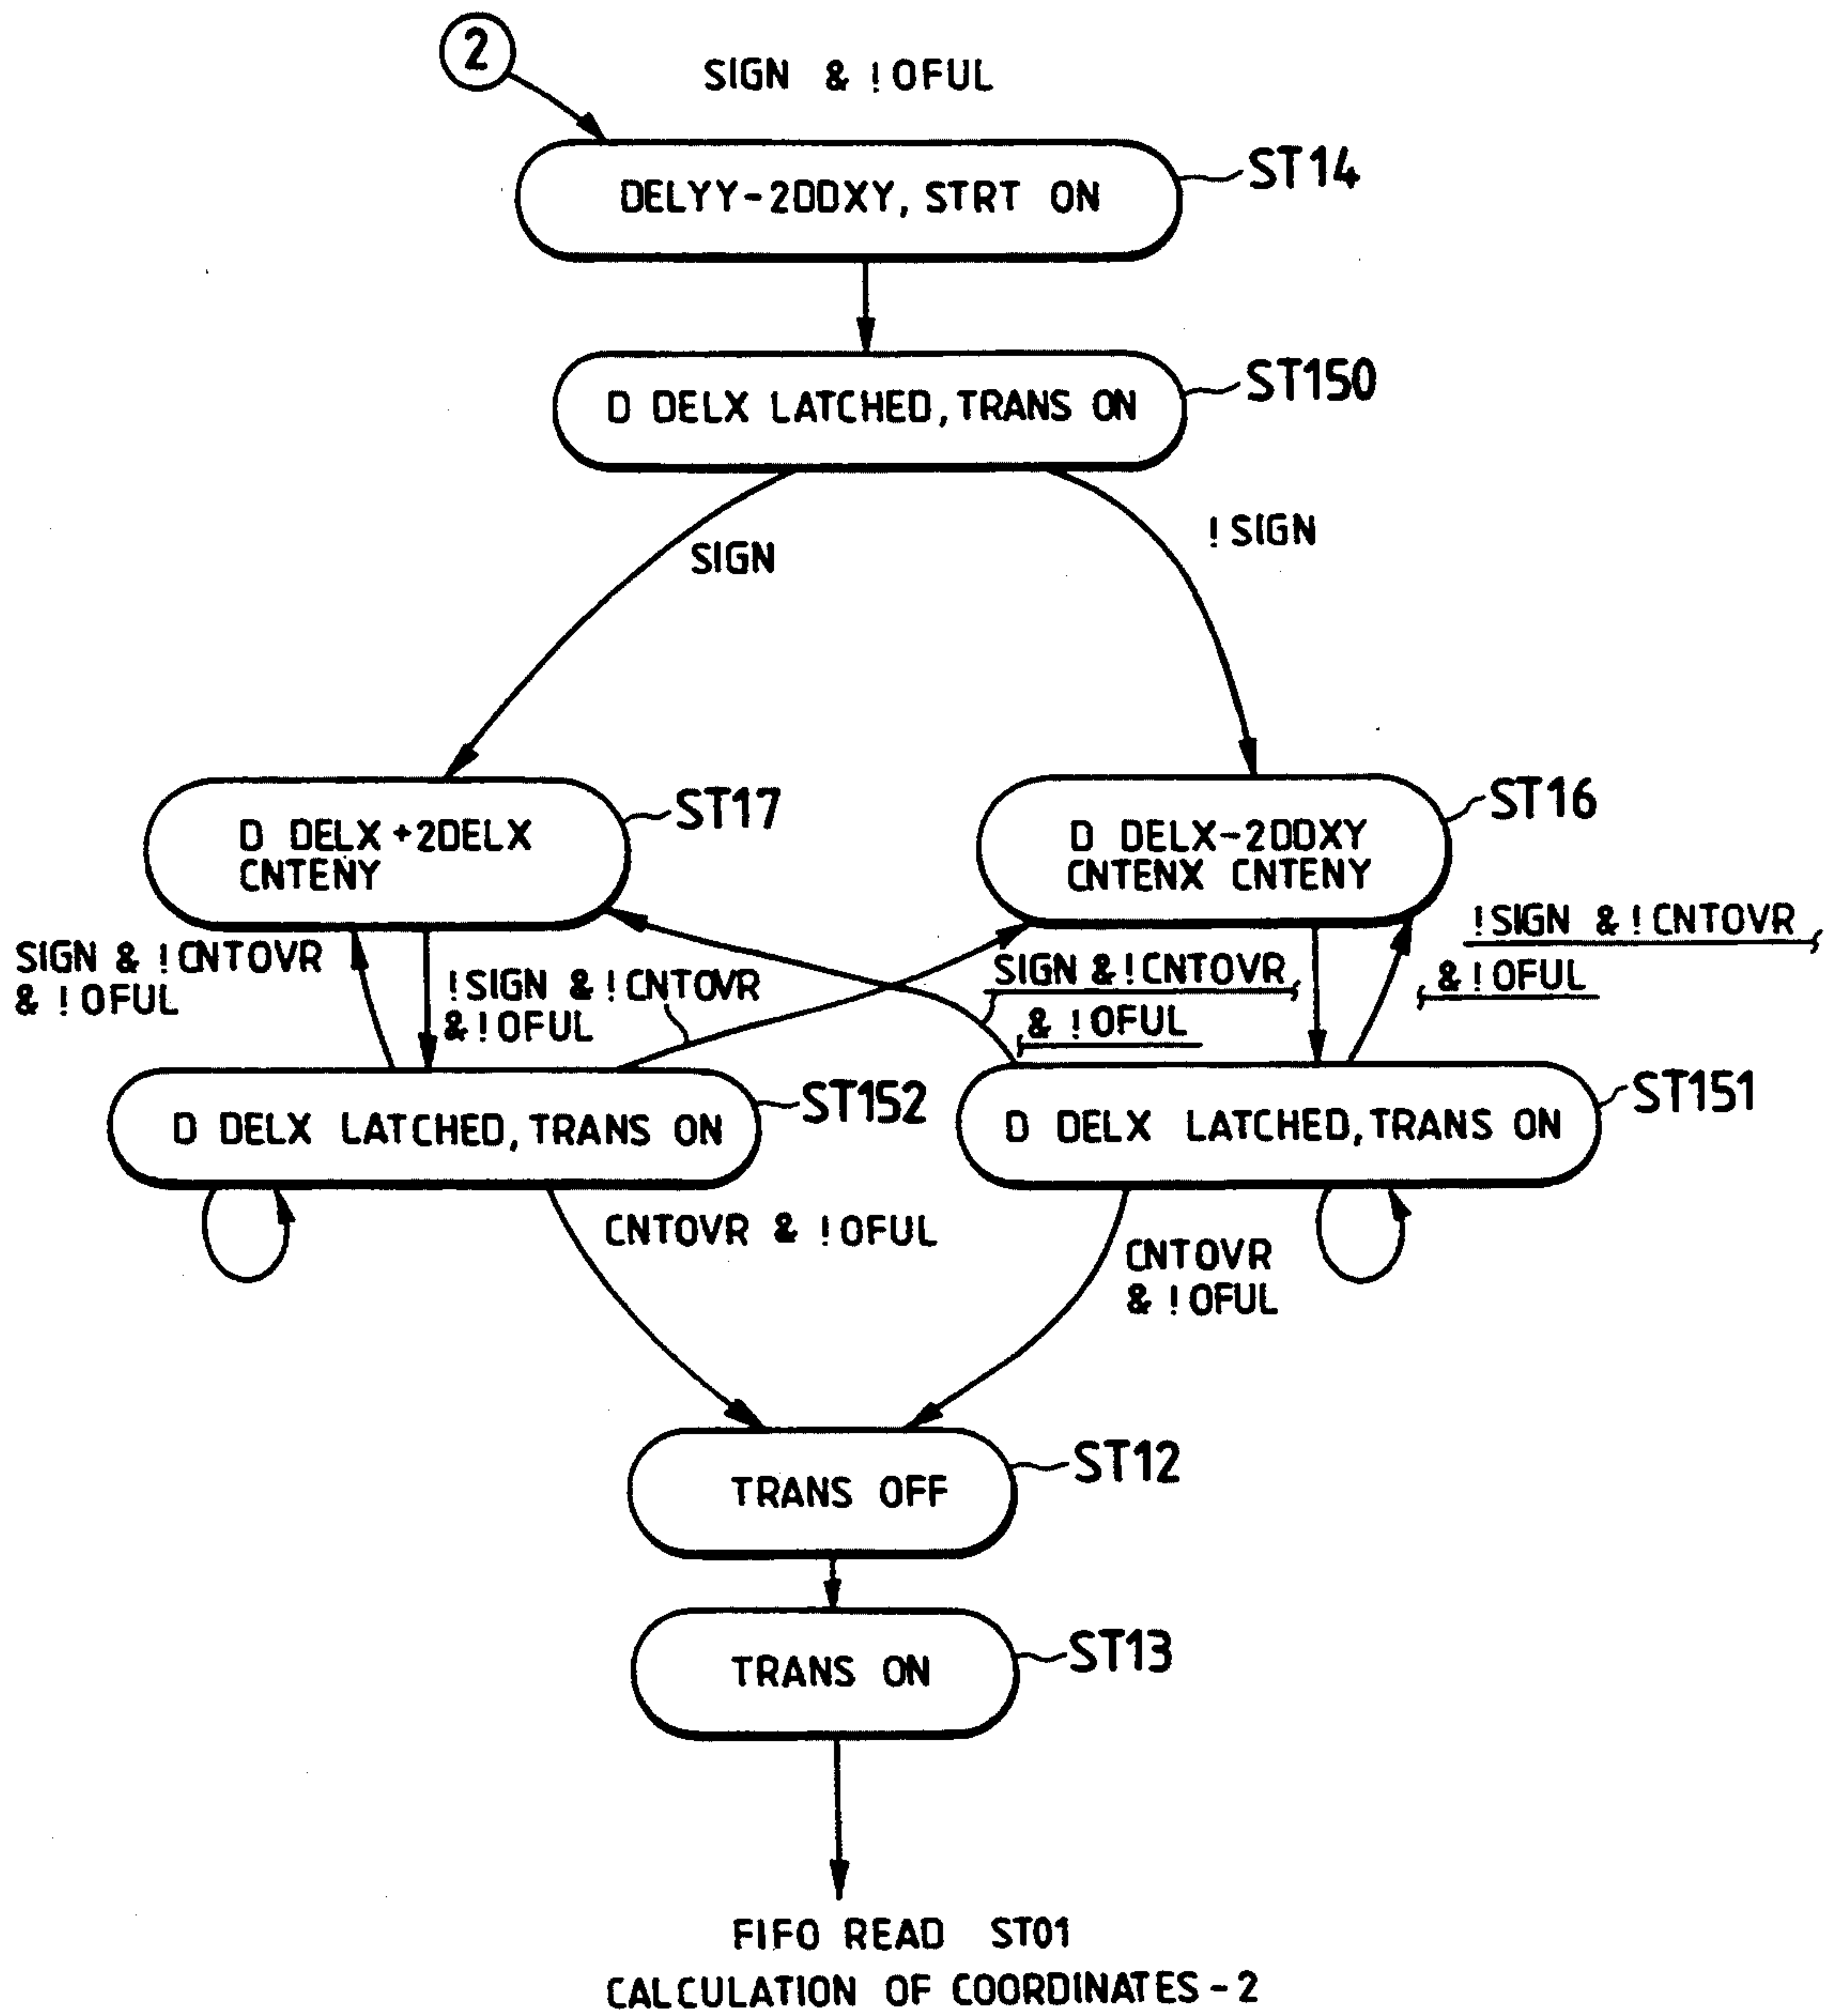 2
SIGN & !OFUL
DELYY-2DDXY, STRT ON
ST14
D DELX LATCHED, TRANS ON
ST150
SIGN
!SIGN
D DELX+2DELX
CNTENY
ST17
D DELX-2DDXY
CNTENX CNTENY
ST16
SIGN & !CNTOVR
& !OFUL
!SIGN & !CNTOVR
& !OFUL
SIGN & !CNTOVR
& !OFUL
!SIGN & !CNTOVR
& !OFUL
D DELX LATCHED, TRANS ON
ST152
D DELX LATCHED, TRANS ON
ST151
CNTOVR & !OFUL
CNTOVR
& !OFUL
TRANS OFF
ST12
TRANS ON
ST13
FIFO READ ST01
CALCULATION OF COORDINATES-2